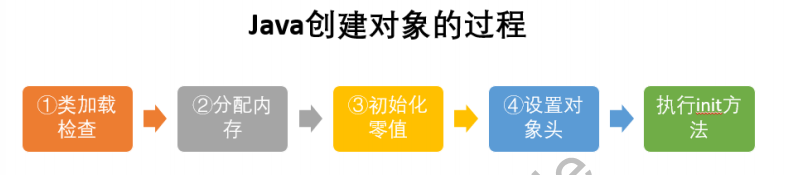 Java创建对象的过程
①类加载
检查
②分配内
存
③初始化
零值
④设置对
象头
执行init方
法